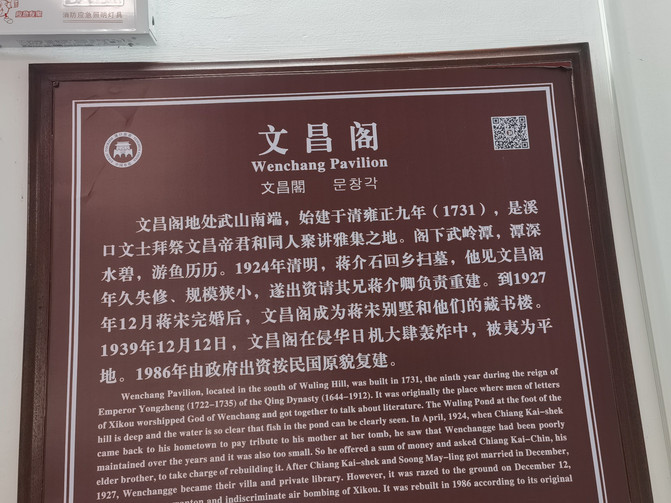 消防应急照明灯具
文昌阁
Wenchang Pavilion
文昌閣 문창각
文昌阁地处武山南端，始建于清雍正九年（1731），是溪
口文士拜祭文昌帝君和同人聚讲雅集之地。阁下武岭潭，潭深
水碧，游鱼历历。1924年清明，蒋介石回乡扫墓，他见文昌阁
年久失修、规模狭小，遂出资请其兄蒋介卿负责重建。到1927
年12月蒋宋完婚后，文昌阁成为蒋宋别墅和他们的藏书楼。
1939年12月12日，文昌阁在侵华日机大肆轰炸中，被夷为平
地。1986年由政府出资按民国原貌复建。
Wenchang Pavilion, located in the south of Wuling Hill, was built in 1731, the ninth year during the reign of
Emperor Yongzheng (1722–1735) of the Qing Dynasty (1644–1912). It was originally the place where men of letters
of Xikou worshipped God of Wenchang and got together to talk about literature. The Wuling Pond at the foot of the
hill is deep and the water is so clear that fish in the pond can be clearly seen. In April, 1924, when Chiang Kai-shek
came back to his hometown to pay tribute to his mother at her tomb, he saw that Wenchangge had been poorly
maintained over the years and it was also too small. So he offered a sum of money and asked Chiang Kai-Chin, his
elder brother, to take charge of rebuilding it. After Chiang Kai-shek and Soong May-ling got married in December,
1927, Wenchangge became their villa and private library. However, it was razed to the ground on December 12,
and indiscriminate air bombing of Xikou. It was rebuilt in 1986 according to its original